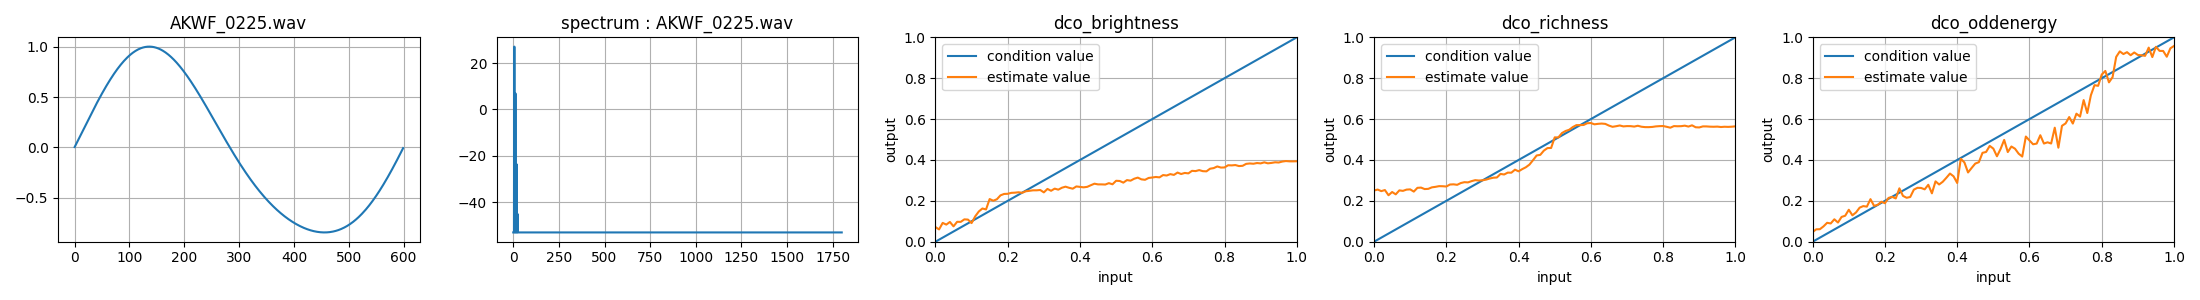 AKWF_0225.wav
1.0
0.5
0.0
−0.5
0 100 200 300 400 500 600
spectrum : AKWF_0225.wav
20
0
−20
−40
0 250 500 750 1000 1250 1500 1750
dco_brightness
condition value
estimate value
output
1.0
0.8
0.6
0.4
0.2
0.0
0.0 0.2 0.4 0.6 0.8 1.0
input
dco_richness
condition value
estimate value
output
1.0
0.8
0.6
0.4
0.2
0.0
0.0 0.2 0.4 0.6 0.8 1.0
input
dco_oddenergy
condition value
estimate value
output
1.0
0.8
0.6
0.4
0.2
0.0
0.0 0.2 0.4 0.6 0.8 1.0
input